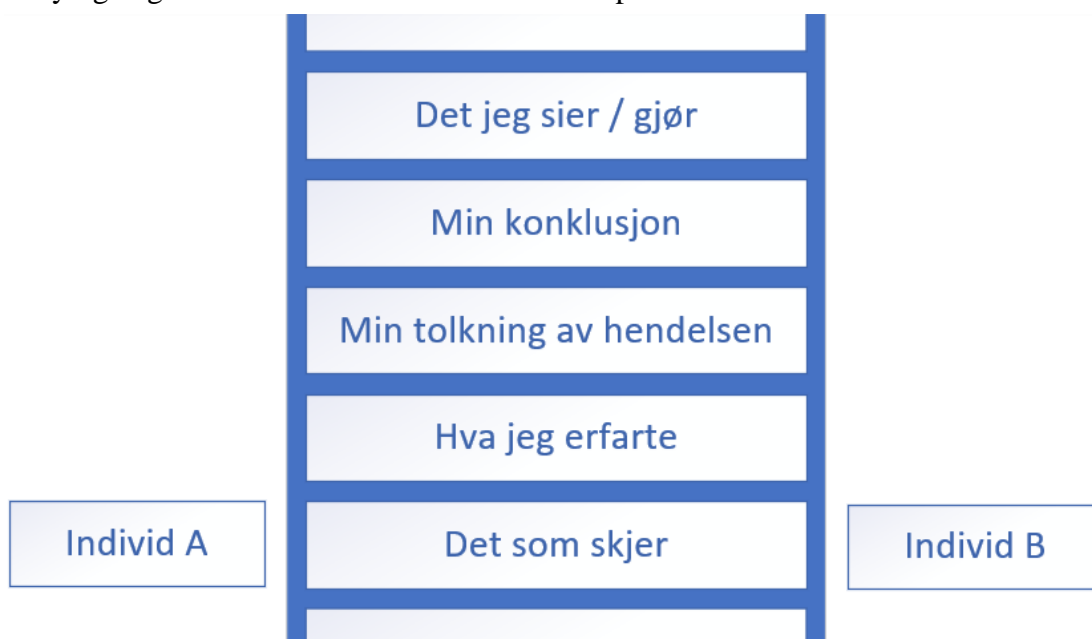 Det jeg sier / gjør
Min konklusjon
Min tolkning av hendelsen
Hva jeg erfarte
Individ A
Det som skjer
Individ B